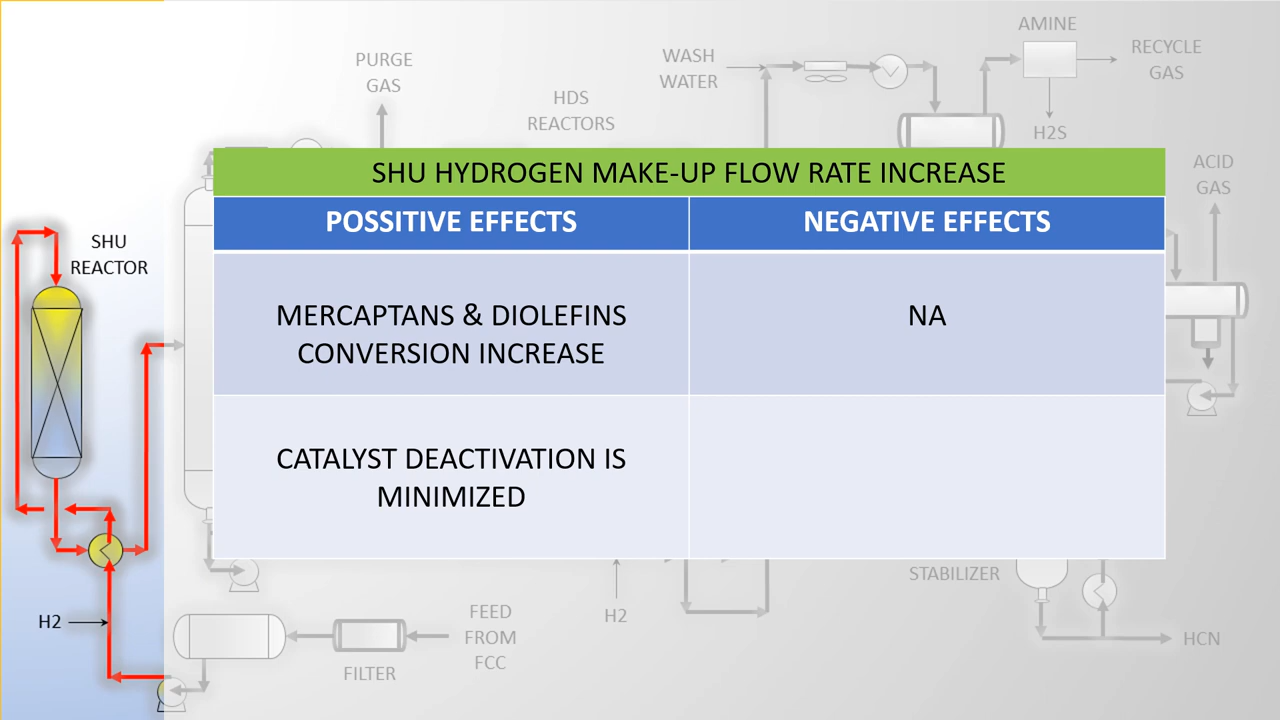 AMINE
RECYCLE
GAS
WASH
WATER
PURGE
GAS
HDS
REACTORS
H2S
ACID
GAS
SHU HYDROGEN MAKE-UP FLOW RATE INCREASE
POSSITIVE EFFECTS
NEGATIVE EFFECTS
MERCAPTANS & DIOLEFINS
CONVERSION INCREASE
NA
CATALYST DEACTIVATION IS
MINIMIZED
SHU
REACTOR
H2
FEED
FROM
FCC
FILTER
H2
STABILIZER
HCN